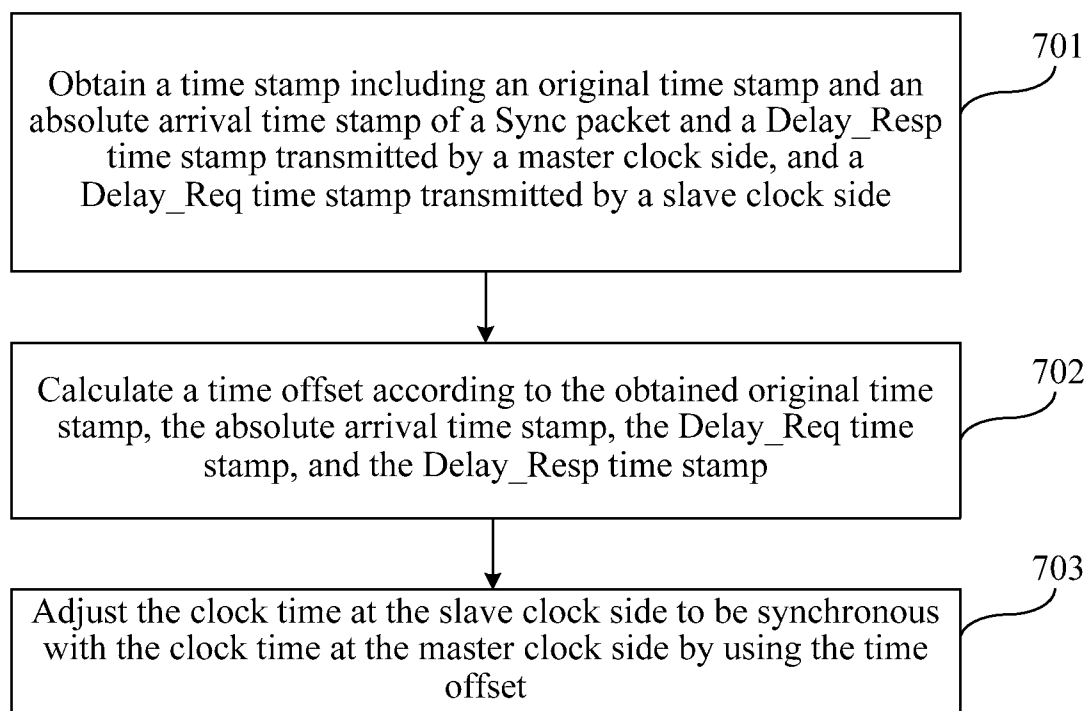 701
Obtain a time stamp including an original time stamp and an
absolute arrival time stamp of a Sync packet and a Delay_Resp
time stamp transmitted by a master clock side, and a
Delay_Req time stamp transmitted by a slave clock side
702
Calculate a time offset according to the obtained original time
stamp, the absolute arrival time stamp, the Delay_Req time
stamp, and the Delay_Resp time stamp
703
Adjust the clock time at the slave clock side to be synchronous
with the clock time at the master clock side by using the time
offset